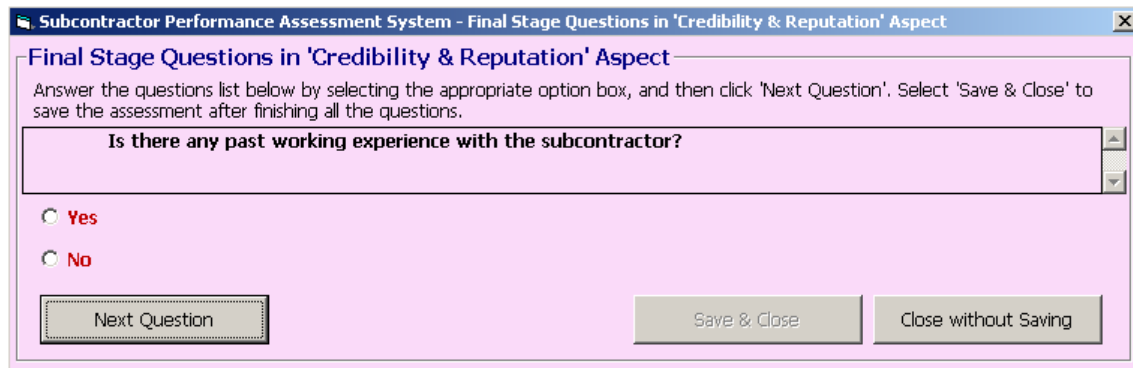 Subcontractor Performance Assessment System - Final Stage Questions in 'Credibility & Reputation' Aspect
Final Stage Questions in 'Credibility & Reputation' Aspect
Answer the questions list below by selecting the appropriate option box, and then click 'Next Question'. Select 'Save & Close' to
save the assessment after finishing all the questions.
Is there any past working experience with the subcontractor?
Yes
No
Next Question
Save & Close
Close without Saving